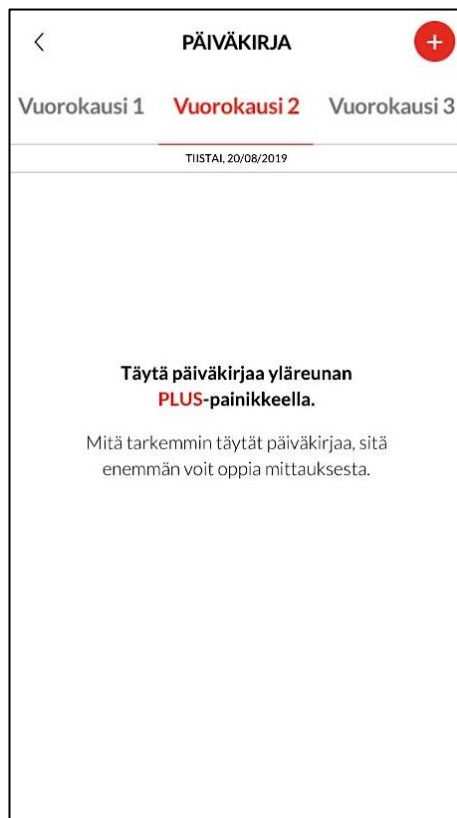 PÄIVÄKIRJA
Vuorokausi 1 Vuorokausi 2 Vuorokausi 3
TIISTAI, 20/08/2019
Täytä päiväkirjaa yläreunan
PLUS-painikkeella.
Mitä tarkemmin täytät päiväkirjaa, sitä
enemmän voit oppia mittauksesta.